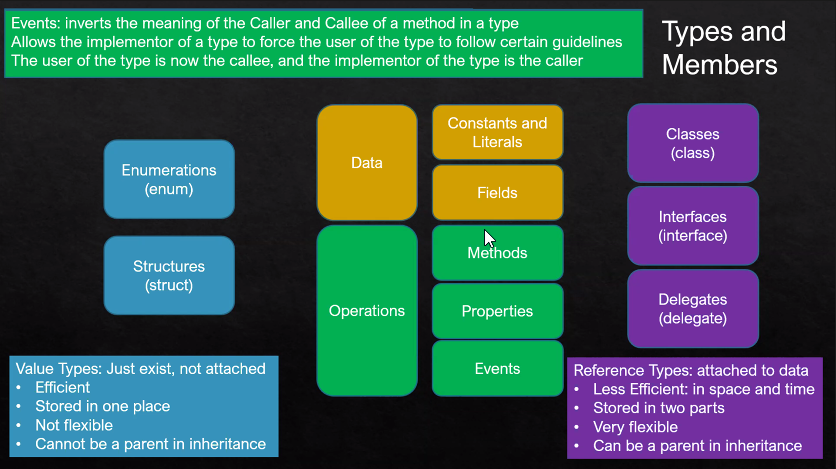 Events: inverts the meaning of the Caller and Callee of a method in a type
Allows the implementor of a type to force the user of the type to follow certain guidelines
The user of the type is now the callee, and the implementor of the type is the caller
Types and
Members
Enumerations
(enum)
Structures
(struct)
Data
Operations
Constants and
Literals
Fields
Methods
Properties
Events
Classes
(class)
Interfaces
(interface)
Delegates
(delegate)
Value Types: Just exist, not attached
• Efficient
• Stored in one place
• Not flexible
• Cannot be a parent in inheritance
Reference Types: attached to data
• Less Efficient: in space and time
• Stored in two parts
• Very flexible
• Can be a parent in inheritance